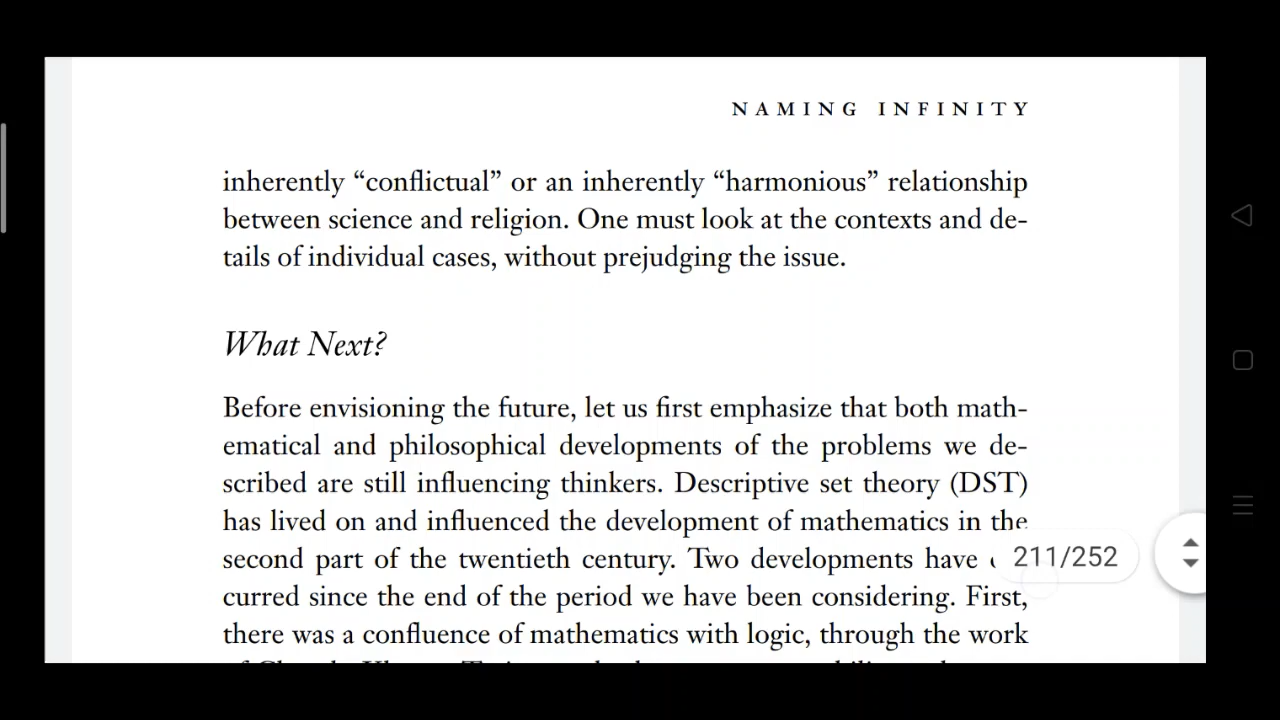 NAMING INFINITY
inherently “conflictual” or an inherently “harmonious” relationship
between science and religion. One must look at the contexts and de-
tails of individual cases, without prejudging the issue.
What Next?
Before envisioning the future, let us first emphasize that both math-
ematical and philosophical developments of the problems we de-
scribed are still influencing thinkers. Descriptive set theory (DST)
has lived on and influenced the development of mathematics in the
second part of the twentieth century. Two developments have
211/252
curred since the end of the period we have been considering. First,
there was a confluence of mathematics with logic, through the work